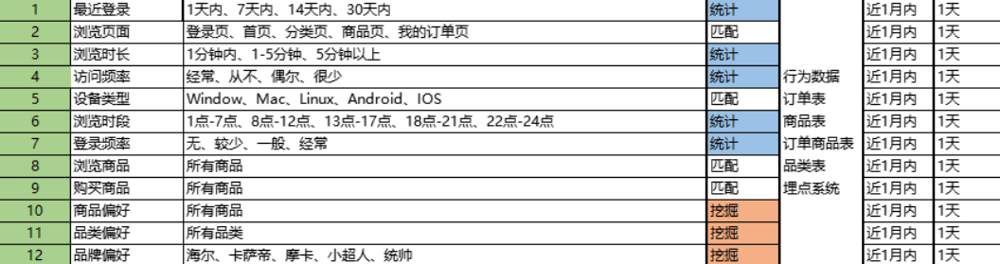 1 最近登录 1天内、7天内、14天内、30天内 统计 近1月内 1天
2 浏览页面 登录页、首页、分类页、商品页、我的订单页 匹配 近1月内 1天
3 浏览时长 1分钟内、1-5分钟、5分钟以上 统计 近1月内 1天
4 访问频率 经常、从不、偶尔、很少 统计 行为数据 近1月内 1天
5 设备类型 Window、Mac、Linux、Android、IOS 匹配 订单表 近1月内 1天
6 浏览时段 1点-7点、8点-12点、13点-17点、18点-21点、22点-24点 统计 商品表 近1月内 1天
7 登录频率 无、较少、一般、经常 统计 订单商品表 近1月内 1天
8 浏览商品 所有商品 匹配 品类表 近1月内 1天
9 购买商品 所有商品 匹配 埋点系统 近1月内 1天
10 商品偏好 所有商品 挖掘 近1月内 1天
11 品类偏好 所有品类 挖掘 近1月内 1天
12 品牌偏好 海尔、卡萨帝、摩卡、小超人、统帅 挖掘 近1月内 1天